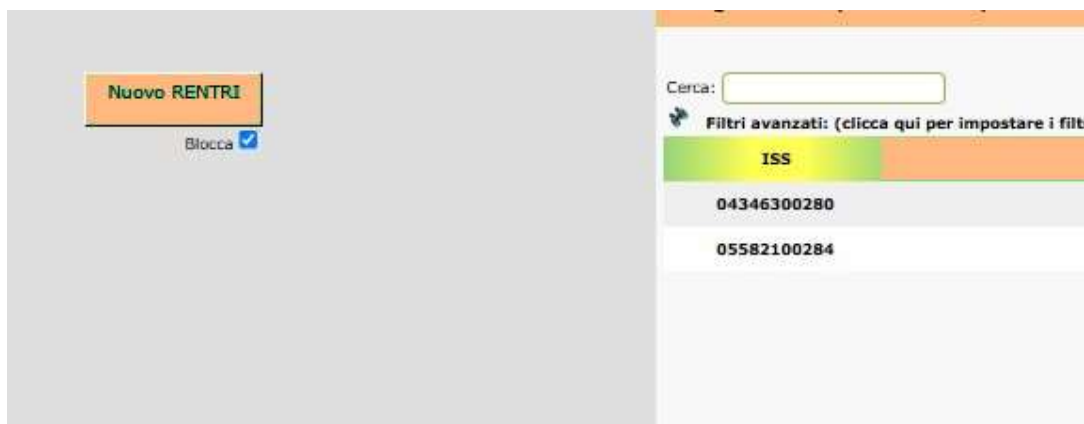 Nuovo RENTRI
Blocca
Cerca:
Filtri avanzati: (clicca qui per impostare i filt
ISS
04346300280
05582100284